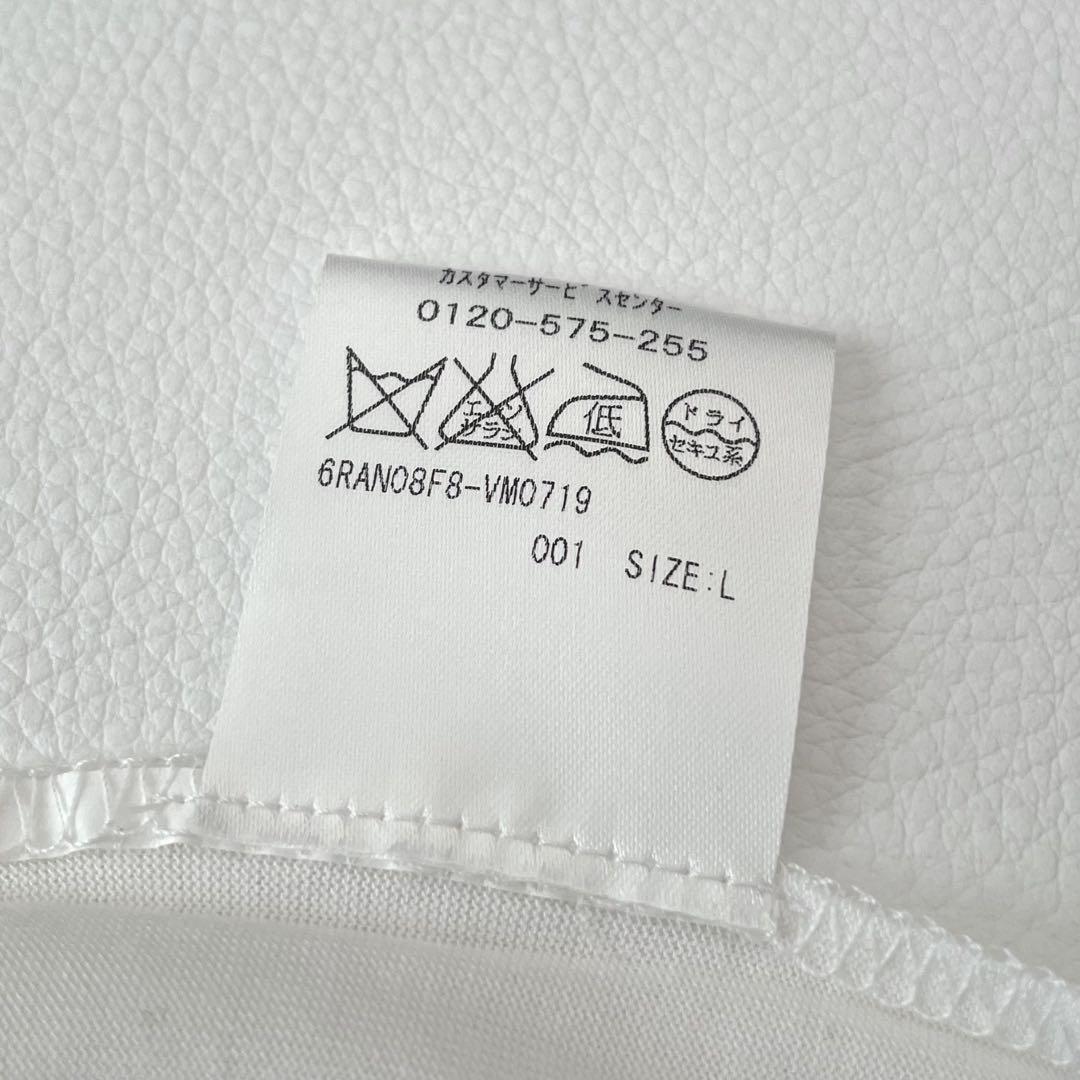 カスタマーサービスセンター
0120-575-255
エンソサラシ 低 ドライ
セキユ系
6RAN08F8-VM0719
001 SIZE:L